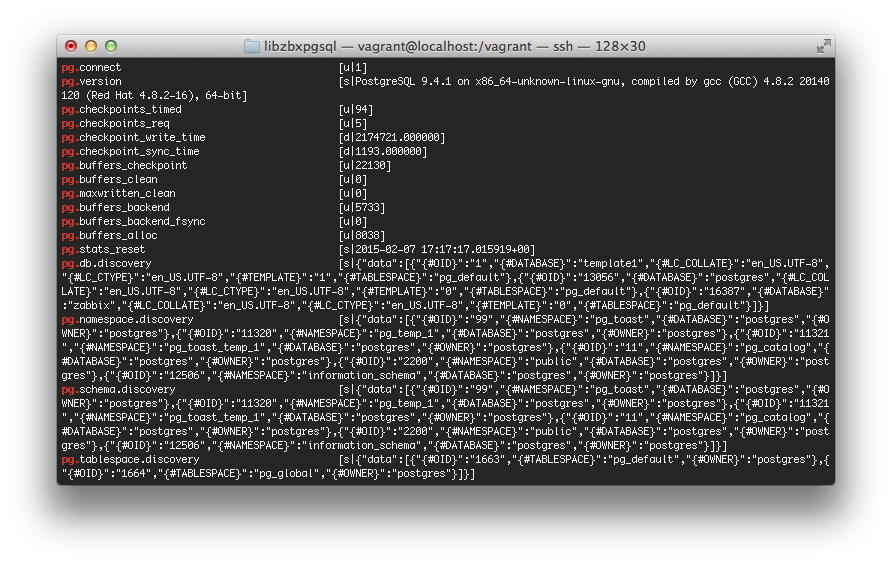 libzbxpgsql — vagrant@localhost:/vagrant — ssh — 128×30
pg.connect [u|1]
pg.version [s|PostgreSQL 9.4.1 on x86_64-unknown-linux-gnu, compiled by gcc (GCC) 4.8.2 20140
120 (Red Hat 4.8.2-16), 64-bit]
pg.checkpoints_timed [u|94]
pg.checkpoints_req [u|5]
pg.checkpoint_write_time [d|2174721.000000]
pg.checkpoint_sync_time [d|1193.000000]
pg.buffers_checkpoint [u|22130]
pg.buffers_clean [u|0]
pg.maxwritten_clean [u|0]
pg.buffers_backend [u|5733]
pg.buffers_backend_fsync [u|0]
pg.buffers_alloc [u|8038]
pg.stats_reset [s|2015-02-07 17:17:17.015919+00]
pg.db.discovery [s|{"data":[{"{#OID}":"1","{#DATABASE}":"template1","{#LC_COLLATE}":"en_US.UTF-8",
"{#LC_CTYPE}":"en_US.UTF-8","{#TEMPLATE}":"1","{#TABLESPACE}":"pg_default"},{"{#OID}":"13056","{#DATABASE}":"postgres","{#LC_COL
LATE}":"en_US.UTF-8","{#LC_CTYPE}":"en_US.UTF-8","{#TEMPLATE}":"0","{#TABLESPACE}":"pg_default"},{"{#OID}":"16387","{#DATABASE}"
:"zabbix","{#LC_COLLATE}":"en_US.UTF-8","{#LC_CTYPE}":"en_US.UTF-8","{#TEMPLATE}":"0","{#TABLESPACE}":"pg_default"}]}]
pg.namespace.discovery [s|{"data":[{"{#OID}":"99","{#NAMESPACE}":"pg_toast","{#DATABASE}":"postgres","{#O
WNER}":"postgres"},{"{#OID}":"11320","{#NAMESPACE}":"pg_temp_1","{#DATABASE}":"postgres","{#OWNER}":"postgres"},{"{#OID}":"11321
","{#NAMESPACE}":"pg_toast_temp_1","{#DATABASE}":"postgres","{#OWNER}":"postgres"},{"{#OID}":"11","{#NAMESPACE}":"pg_catalog","{
#DATABASE}":"postgres","{#OWNER}":"postgres"},{"{#OID}":"2200","{#NAMESPACE}":"public","{#DATABASE}":"postgres","{#OWNER}":"post
gres"},{"{#OID}":"12506","{#NAMESPACE}":"information_schema","{#DATABASE}":"postgres","{#OWNER}":"postgres"}]}]
pg.schema.discovery [s|{"data":[{"{#OID}":"99","{#NAMESPACE}":"pg_toast","{#DATABASE}":"postgres","{#O
WNER}":"postgres"},{"{#OID}":"11320","{#NAMESPACE}":"pg_temp_1","{#DATABASE}":"postgres","{#OWNER}":"postgres"},{"{#OID}":"11321
","{#NAMESPACE}":"pg_toast_temp_1","{#DATABASE}":"postgres","{#OWNER}":"postgres"},{"{#OID}":"11","{#NAMESPACE}":"pg_catalog","{
#DATABASE}":"postgres","{#OWNER}":"postgres"},{"{#OID}":"2200","{#NAMESPACE}":"public","{#DATABASE}":"postgres","{#OWNER}":"post
gres"},{"{#OID}":"12506","{#NAMESPACE}":"information_schema","{#DATABASE}":"postgres","{#OWNER}":"postgres"}]}]
pg.tablespace.discovery [s|{"data":[{"{#OID}":"1663","{#TABLESPACE}":"pg_default","{#OWNER}":"postgres"},{
"{#OID}":"1664","{#TABLESPACE}":"pg_global","{#OWNER}":"postgres"}]}]